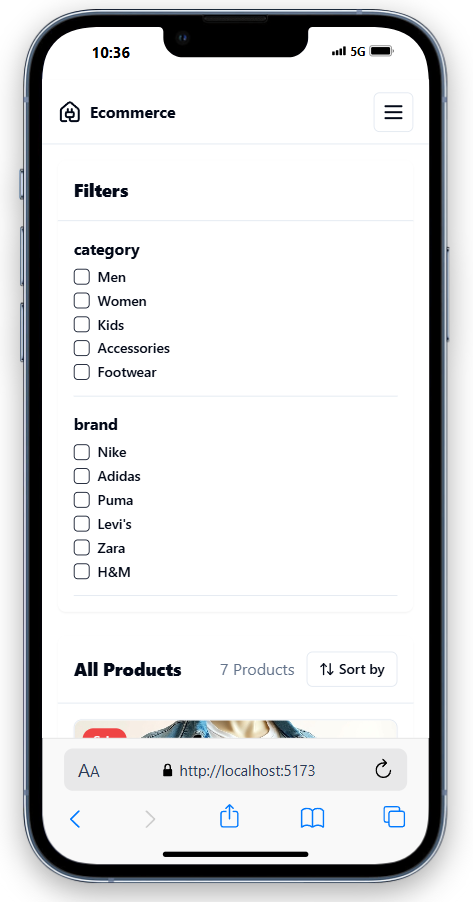 10:36
5G
Ecommerce
Filters
category
Men
Women
Kids
Accessories
Footwear
brand
Nike
Adidas
Puma
Levi's
Zara
H&M
All Products 7 Products Sort by
AA http://localhost:5173